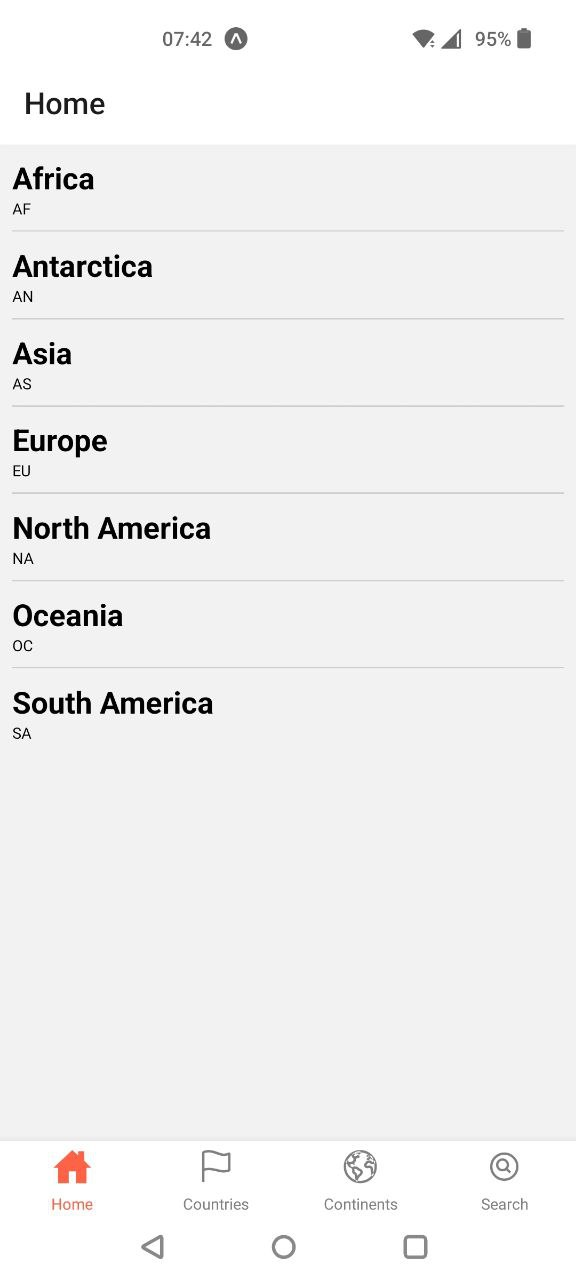 07:42 95%
Home
Africa
AF
Antarctica
AN
Asia
AS
Europe
EU
North America
NA
Oceania
OC
South America
SA
Home Countries Continents Search